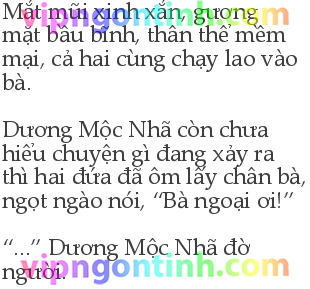 Mắt mũi xinh xắn, gương
mặt bầu bĩnh, thân thể mềm
mại, cả hai cùng chạy lao vào
bà.
Dương Mộc Nhã còn chưa
hiểu chuyện gì đang xảy ra
thì hai đứa đã ôm lấy chân bà,
ngọt ngào nói, “Bà ngoại ơi!”
“...” Dương Mộc Nhã đờ
người.
vipngontinh.com
vipngontinh.com